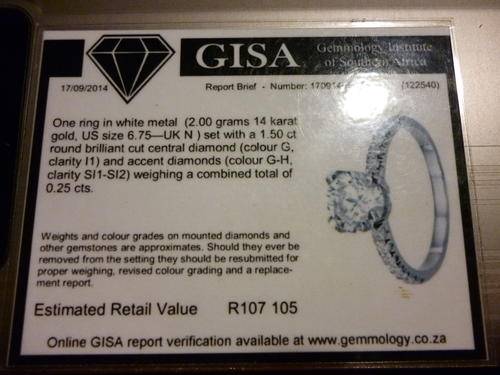 GISA Gemmology Institute
of Southern Africa
17/09/2014 Report Brief - Number: 170914 (122540)
One ring in white metal (2.00 grams 14 karat
gold, US size 6.75—UK N ) set with a 1.50 ct
round brilliant cut central diamond (colour G,
clarity I1) and accent diamonds (colour G-H,
clarity SI1-SI2) weighing a combined total of
0.25 cts.
Weights and colour grades on mounted diamonds and
other gemstones are approximates. Should they ever be
removed from the setting they should be resubmitted for
proper weighing, revised colour grading and a replace-
ment report.
Estimated Retail Value R107 105
Online GISA report verification available at www.gemmology.co.za